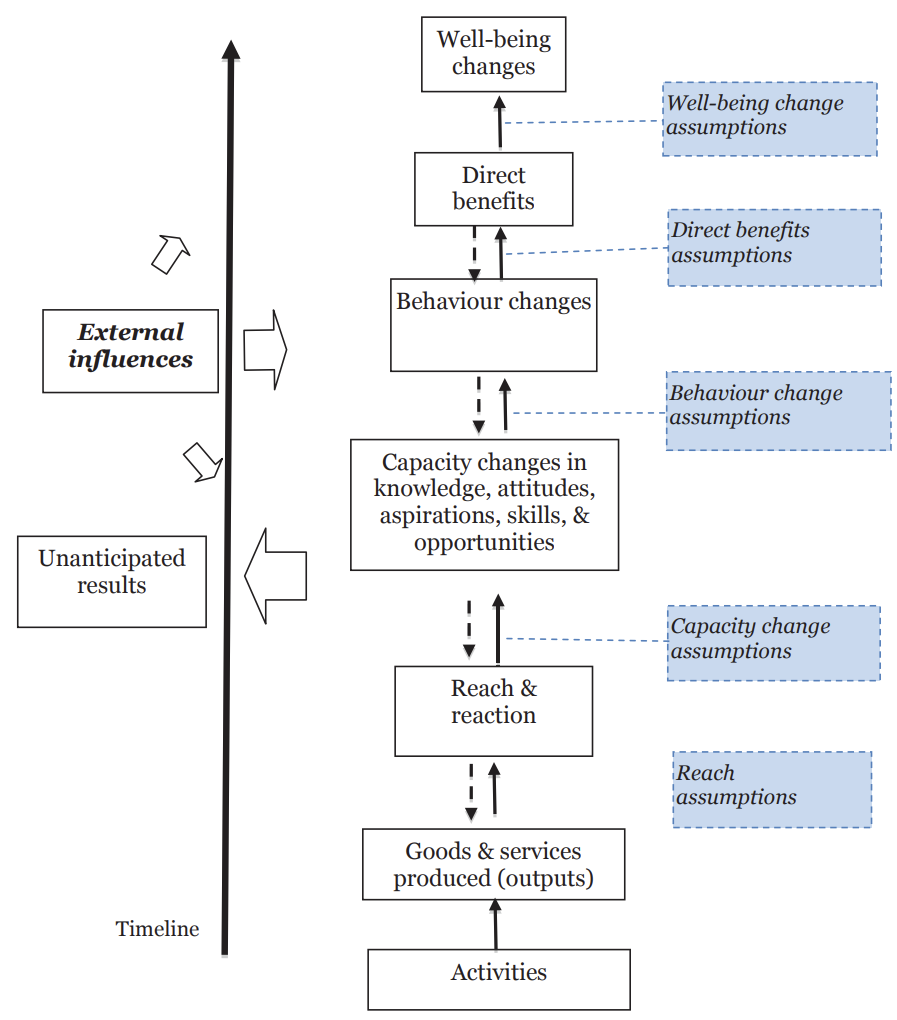 Well-being
changes
Well-being change
assumptions
Direct
benefits
Direct benefits
assumptions
Behaviour changes
External
influences
Behaviour change
assumptions
Capacity changes in
knowledge, attitudes,
aspirations, skills, &
opportunities
Unanticipated
results
Capacity change
assumptions
Reach &
reaction
Reach
assumptions
Goods & services
produced (outputs)
Timeline
Activities